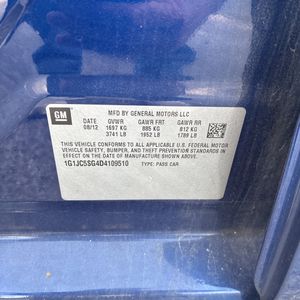 GM
MFD BY GENERAL MOTORS LLC
DATE GVWR GAWR FRT GAWR RR
08/12 1697 KG 885 KG 812 KG
3741 LB 1952 LB 1789 LB
THIS VEHICLE CONFORMS TO ALL APPLICABLE U.S. FEDERAL MOTOR
VEHICLE SAFETY, BUMPER, AND THEFT PREVENTION STANDARDS
IN EFFECT ON THE DATE OF MANUFACTURE SHOWN ABOVE.
1G1JC5SG4D4109510 TYPE: PASS CAR